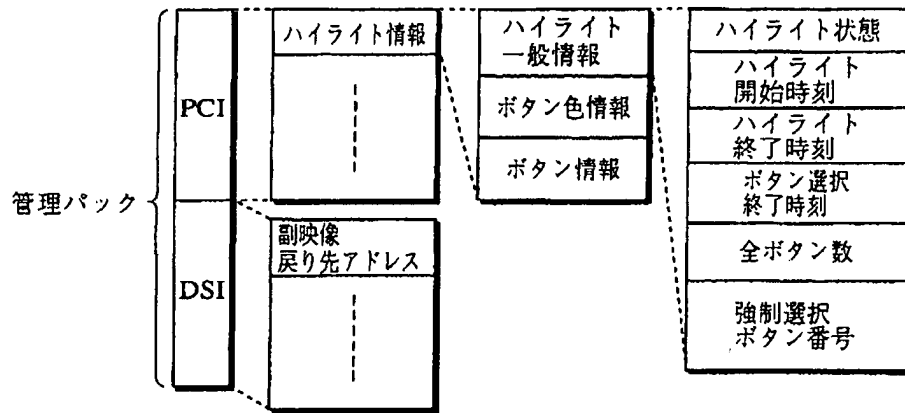 管理パック
PCI
DSI
ハイライト情報
副映像
戻り先アドレス
ハイライト
一般情報
ボタン色情報
ボタン情報
ハイライト状態
ハイライト
開始時刻
ハイライト
終了時刻
ボタン選択
終了時刻
全ボタン数
強制選択
ボタン番号